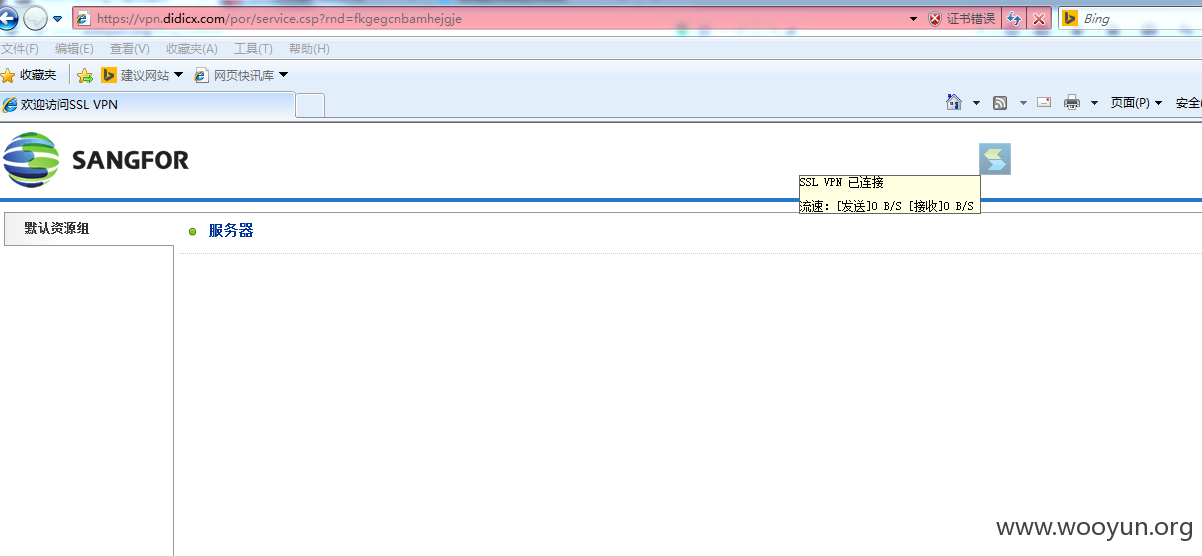 https://vpn.didicx.com/por/service.csp?rnd=fkgegcnbamhejgje 证书错误 Bing
文件(F) 编辑(E) 查看(V) 收藏夹(A) 工具(T) 帮助(H)
收藏夹 建议网站 网页快讯库
欢迎访问SSL VPN 页面(P) 安全(
SANGFOR
SSL VPN 已连接
流速: [发送]0 B/S [接收]0 B/S
默认资源组 服务器
www.wooyun.org